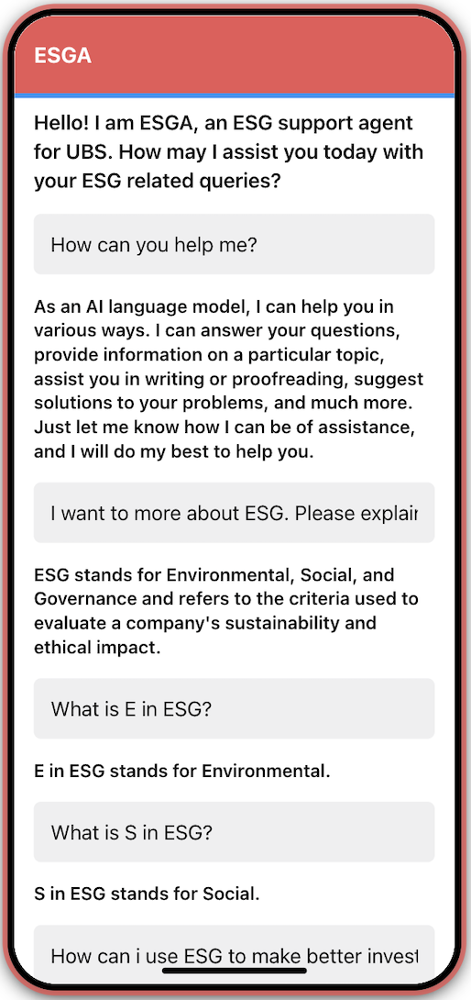 ESGA
Hello! I am ESGA, an ESG support agent
for UBS. How may I assist you today with
your ESG related queries?
How can you help me?
As an AI language model, I can help you in
various ways. I can answer your questions,
provide information on a particular topic,
assist you in writing or proofreading, suggest
solutions to your problems, and much more.
Just let me know how I can be of assistance,
and I will do my best to help you.
I want to more about ESG. Please explair
ESG stands for Environmental, Social, and
Governance and refers to the criteria used to
evaluate a company's sustainability and
ethical impact.
What is E in ESG?
E in ESG stands for Environmental.
What is S in ESG?
S in ESG stands for Social.
How can i use ESG to make better invest